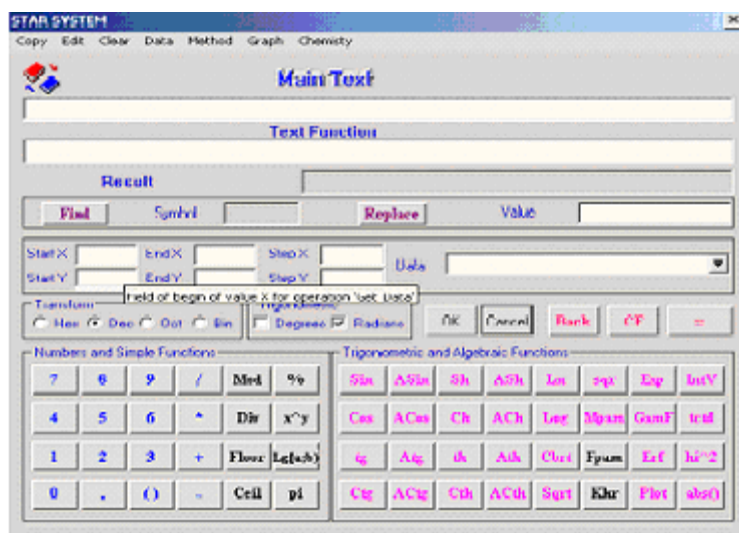 STAR SYSTEM
Copy Edit Clear Data Method Graph Chemisty
Main Text
Text Function
Result
Find Symbol Replace Value
Start X End X Step X
Data
Start Y End Y Step Y
Field of begin of value X for operation 'Get Data'
Transform Trigonometric
Hex Dec Oct Bin Degrees Radians OK Cancel Back CE =
Numbers and Simple Functions Trigonometric and Algebraic Functions
7 8 9 / Mod % Sin ASin Sh ASh Ln sqx Exp IntV
4 5 6 * Div x^y Cos ACos Ch ACh Log Mpam GamF
1 2 3 + Floor Lg(a:b) tg Atg th Ath Cbrt Fpam Erf hi^2
0 . () - Ceil pi Ctg ACtg Cth ACth Sqrt Khr Plot abs()